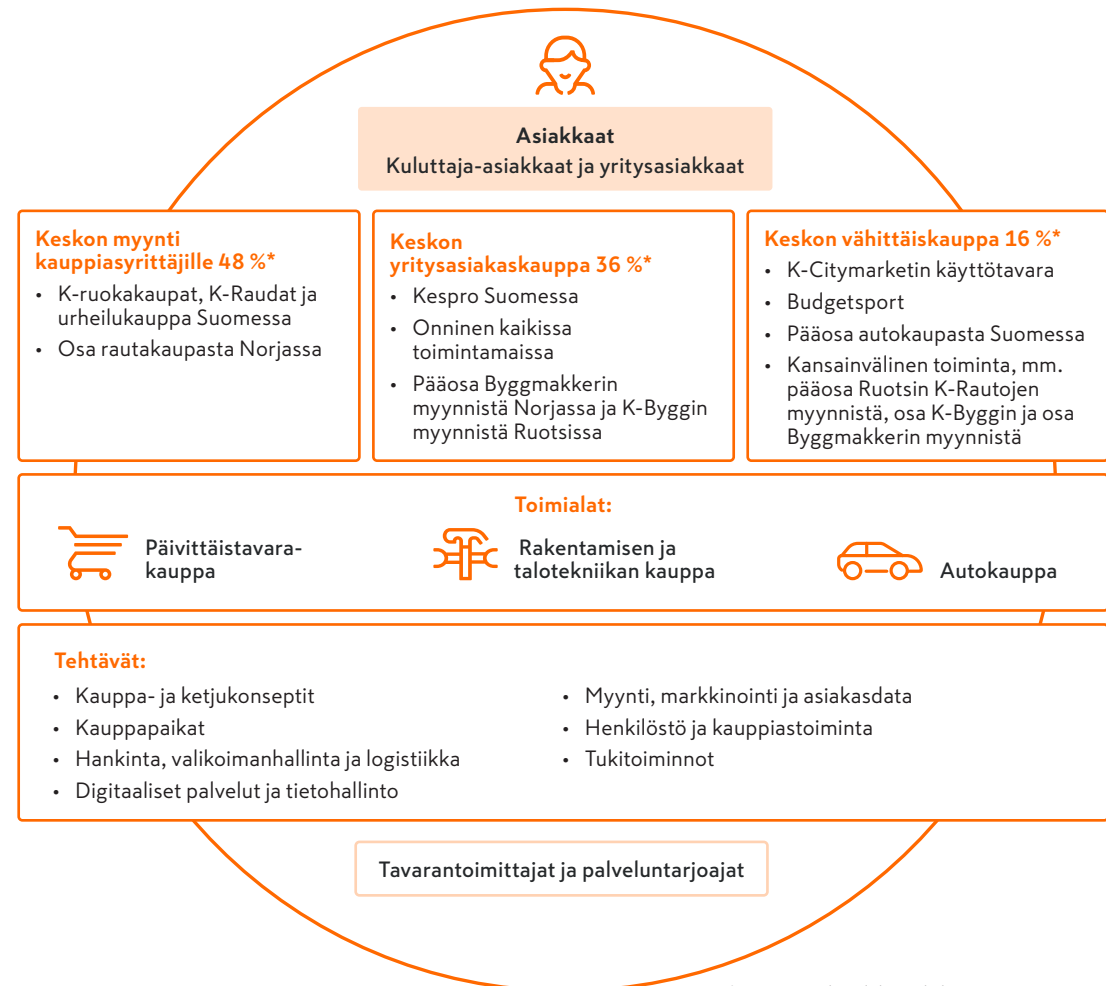 Asiakkaat
Kuluttaja-asiakkaat ja yritysasiakkaat
Keskon myynti
kauppiasyrittäjille 48 %*
• K-ruokakaupat, K-Raudat ja
urheilukauppa Suomessa
• Osa rautakaupasta Norjassa
Keskon
yritysasiakaskauppa 36 %*
• Kespro Suomessa
• Onninen kaikissa
toimintamaissa
• Pääosa Byggmakkerin
myynnistä Norjassa ja K-Byggin
myynnistä Ruotsissa
Keskon vähittäiskauppa 16 %*
• K-Citymarketin käyttötavara
• Budgetsport
• Pääosa autokaupasta Suomessa
• Kansainvälinen toiminta, mm.
pääosa Ruotsin K-Rautojen
myynnistä, osa K-Byggin ja osa
Byggmakkerin myynnistä
Toimialat:
Päivittäistavara-
kauppa
Rakentamisen ja
talotekniikan kauppa
Autokauppa
Tehtävät:
• Kauppa- ja ketjukonseptit
• Kauppapaikat
• Hankinta, valikoimanhallinta ja logistiikka
• Digitaaliset palvelut ja tietohallinto
• Myynti, markkinointi ja asiakasdata
• Henkilöstö ja kauppiastoiminta
• Tukitoiminnot
Tavarantoimittajat ja palveluntarjoajat